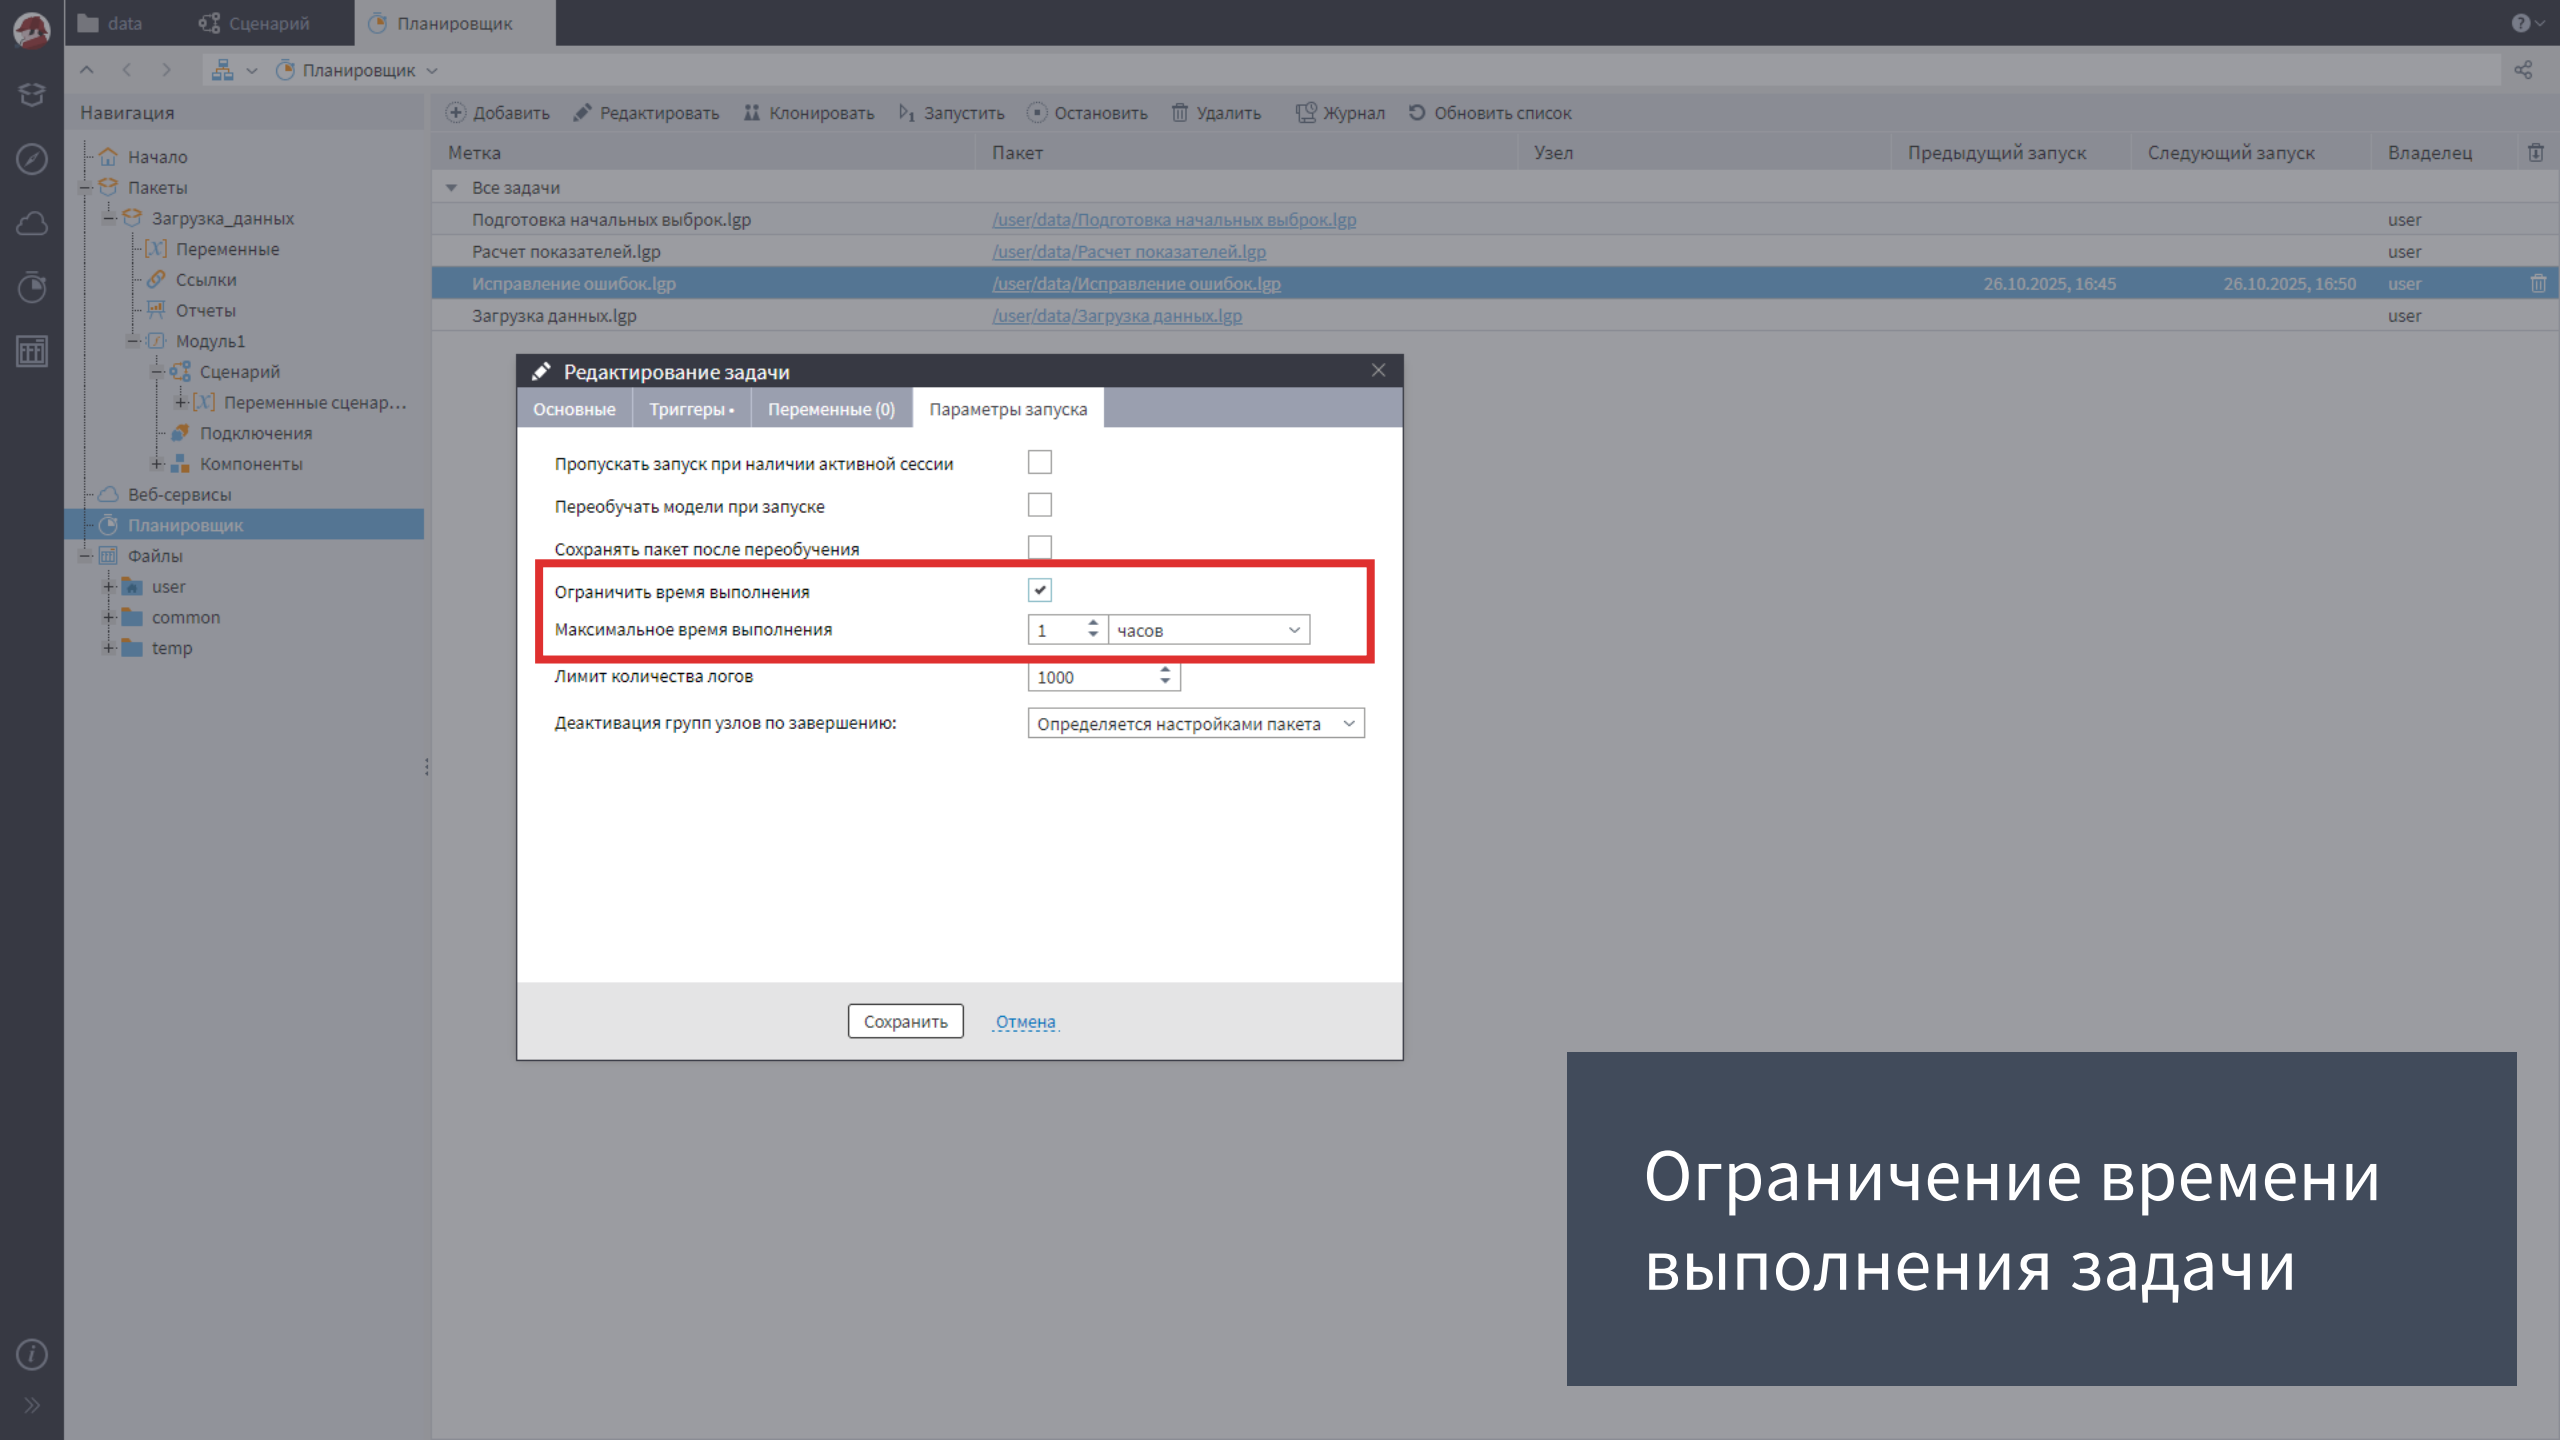 data Сценарий Планировщик
Планировщик
Навигация
Начало
Пакеты
Загрузка_данных
[X] Переменные
Ссылки
Отчеты
Модуль1
Сценарий
[X] Переменные сценар...
Подключения
Компоненты
Веб-сервисы
Планировщик
Файлы
user
common
temp
Добавить Редактировать Клонировать Запустить Остановить Удалить Журнал Обновить список
Метка Пакет Узел Предыдущий запуск Следующий запуск Владелец
Все задачи
Подготовка начальных выброк.lgp /user/data/Подготовка начальных выброк.lgp user
Расчет показателей.lgp /user/data/Расчет показателей.lgp user
Исправление ошибок.lgp /user/data/Исправление ошибок.lgp 26.10.2025, 16:45 26.10.2025, 16:50 user
Загрузка данных.lgp /user/data/Загрузка данных.lgp user
Редактирование задачи
Основные Триггеры • Переменные (0) Параметры запуска
Пропускать запуск при наличии активной сессии
Переобучать модели при запуске
Сохранять пакет после переобучения
Ограничить время выполнения
Максимальное время выполнения 1 часов
Лимит количества логов 1000
Деактивация групп узлов по завершению: Определяется настройками пакета
Сохранить Отмена
Ограничение времени
выполнения задачи